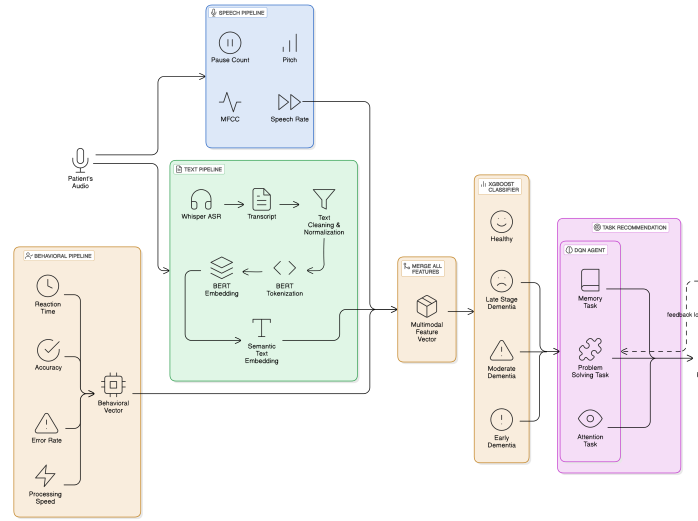 SPEECH PIPELINE
Pause Count
Pitch
MFCC
Speech Rate
Patient's
Audio
TEXT PIPELINE
Whisper ASR
Transcript
Text
Cleaning &
Normalization
BERT
Embedding
BERT
Tokenization
Semantic
Text
Embedding
BEHAVIORAL PIPELINE
Reaction
Time
Accuracy
Error Rate
Processing
Speed
Behavioral
Vector
MERGE ALL
FEATURES
Multimodal
Feature
Vector
XGBOOST
CLASSIFIER
Healthy
Late Stage
Dementia
Moderate
Dementia
Early
Dementia
TASK RECOMMENDATION
DQN AGENT
Memory
Task
Problem
Solving Task
Attention
Task
feedback lo